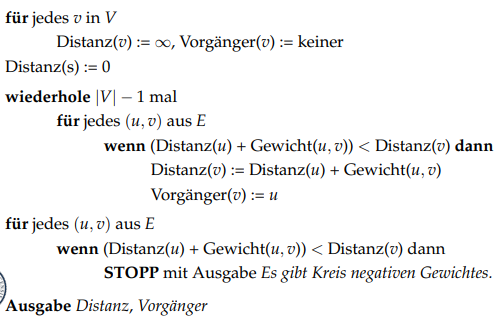 für jedes v in V
Distanz(v) := ∞, Vorgänger(v) := keiner
Distanz(s) := 0
wiederhole |V| − 1 mal
für jedes (u, v) aus E
wenn (Distanz(u) + Gewicht(u, v)) < Distanz(v) dann
Distanz(v) := Distanz(u) + Gewicht(u, v)
Vorgänger(v) := u
für jedes (u, v) aus E
wenn (Distanz(u) + Gewicht(u, v)) < Distanz(v) dann
STOPP mit Ausgabe Es gibt Kreis negativen Gewichtes.
Ausgabe Distanz, Vorgänger